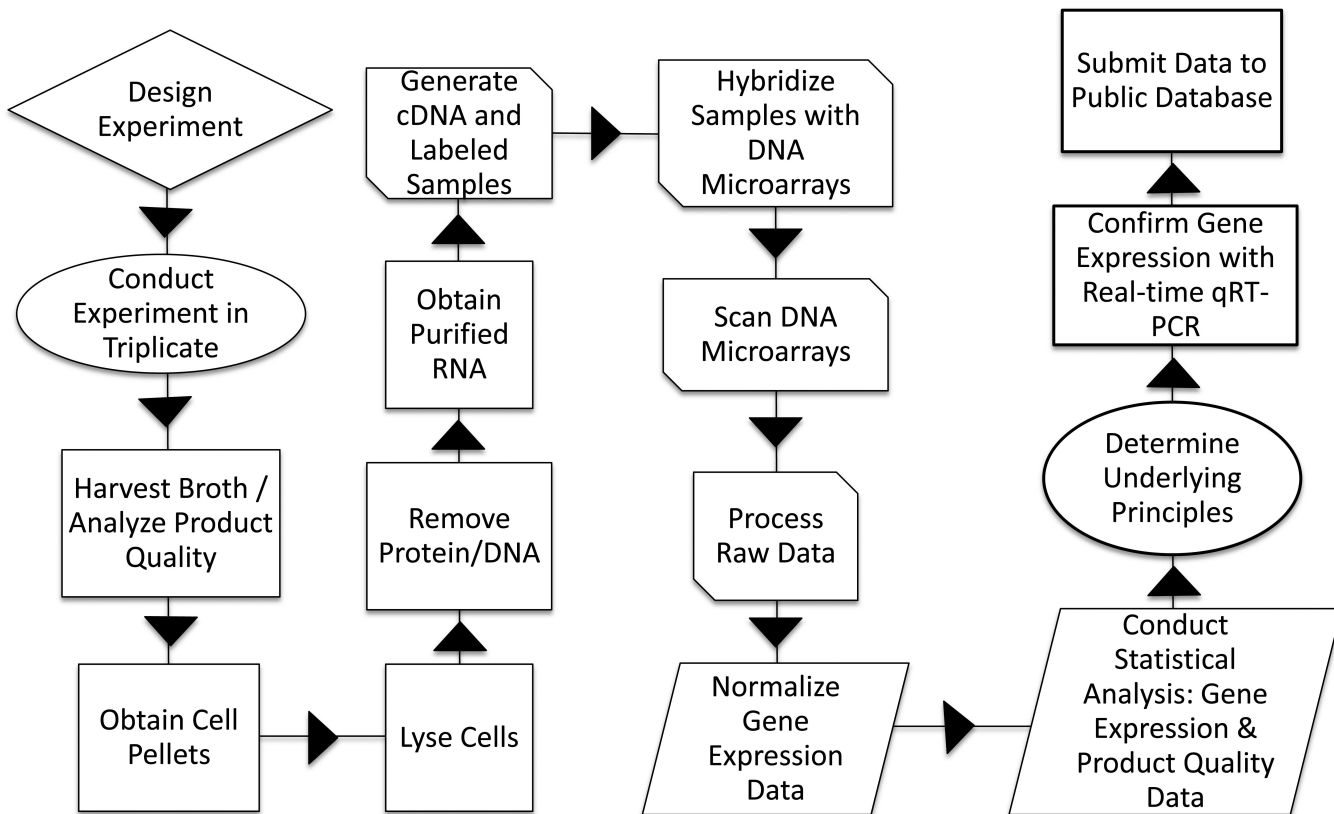 Design
Experiment
Conduct
Experiment in
Triplicate
Harvest Broth /
Analyze Product
Quality
Obtain Cell
Pellets
Lyse Cells
Remove
Protein/DNA
Obtain
Purified
RNA
Generate
cDNA and
Labeled
Samples
Hybridize
Samples with
DNA
Microarrays
Scan DNA
Microarrays
Process
Raw Data
Normalize
Gene
Expression
Data
Conduct
Statistical
Analysis: Gene
Expression &
Product Quality
Data
Determine
Underlying
Principles
Confirm Gene
Expression with
Real-time qRT-
PCR
Submit Data to
Public Database